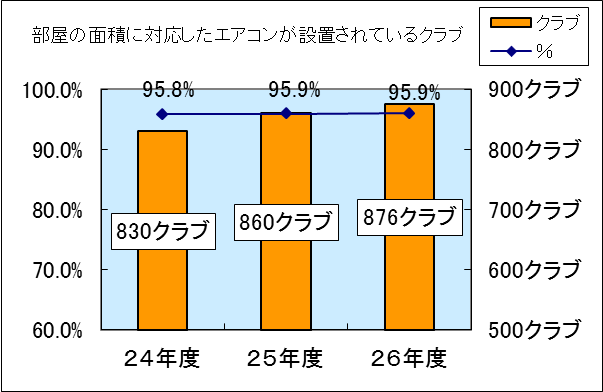 部屋の面積に対応したエアコンが設置されているクラブ
クラブ
%
100.0%
90.0%
80.0%
70.0%
60.0%
95.8%
95.9%
95.9%
830クラブ
860クラブ
876クラブ
900クラブ
800クラブ
700クラブ
600クラブ
500クラブ
24年度
25年度
26年度